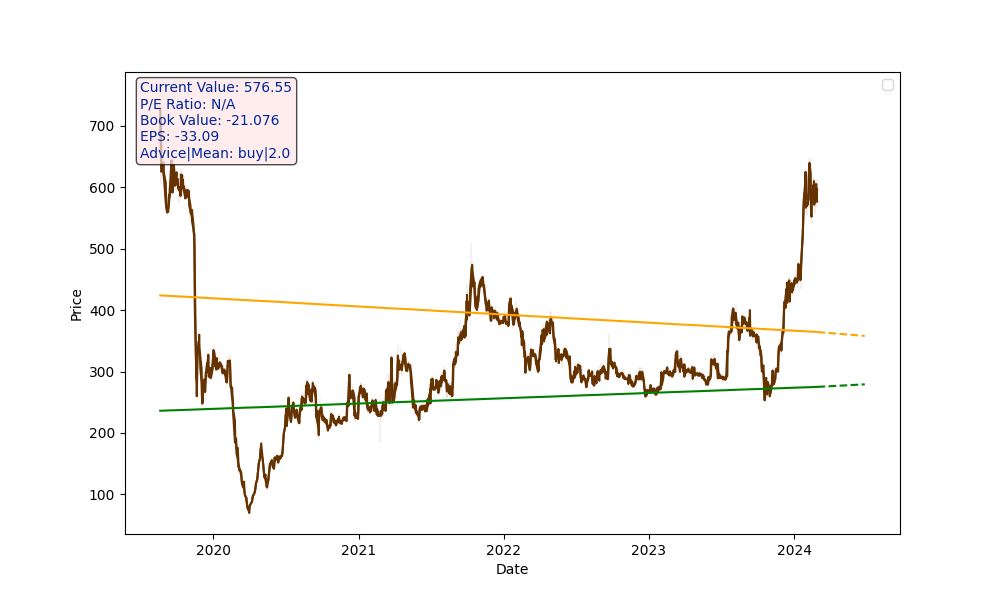 Current Value: 576.55
P/E Ratio: N/A
Book Value: -21.076
EPS: -33.09
Advice|Mean: buy|2.0
700
600
500
400
300
200
100
Price
2020
2021
2022
2023
2024
Date